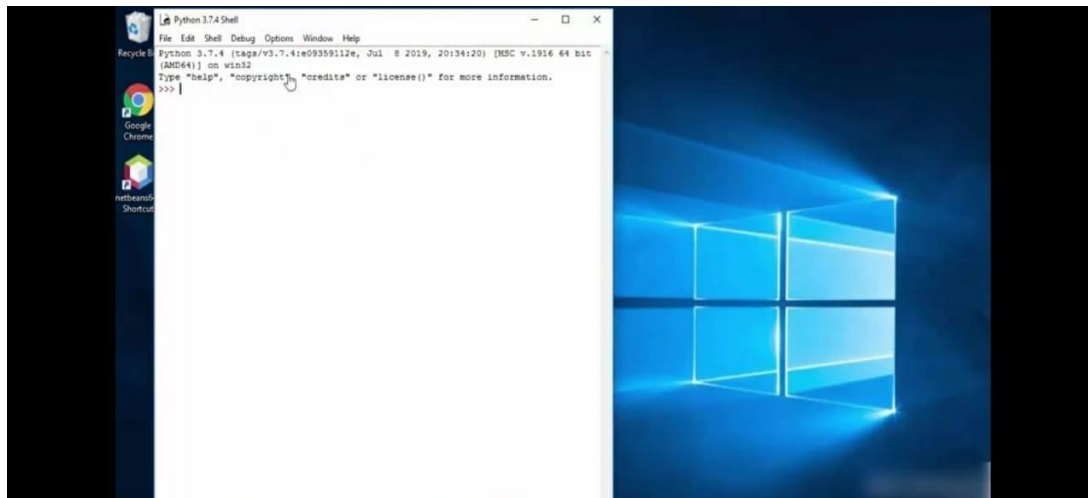 Python 3.7.4 Shell
File Edit Shell Debug Options Window Help
Python 3.7.4 (tags/v3.7.4:e09359112e, Jul 8 2019, 20:34:20) [MSC v.1916 64 bit
(AMD64)] on win32
Type "help", "copyright", "credits" or "license()" for more information.
>>>
Recycle Bi
Google
Chrome
netbeans6
Shortcut